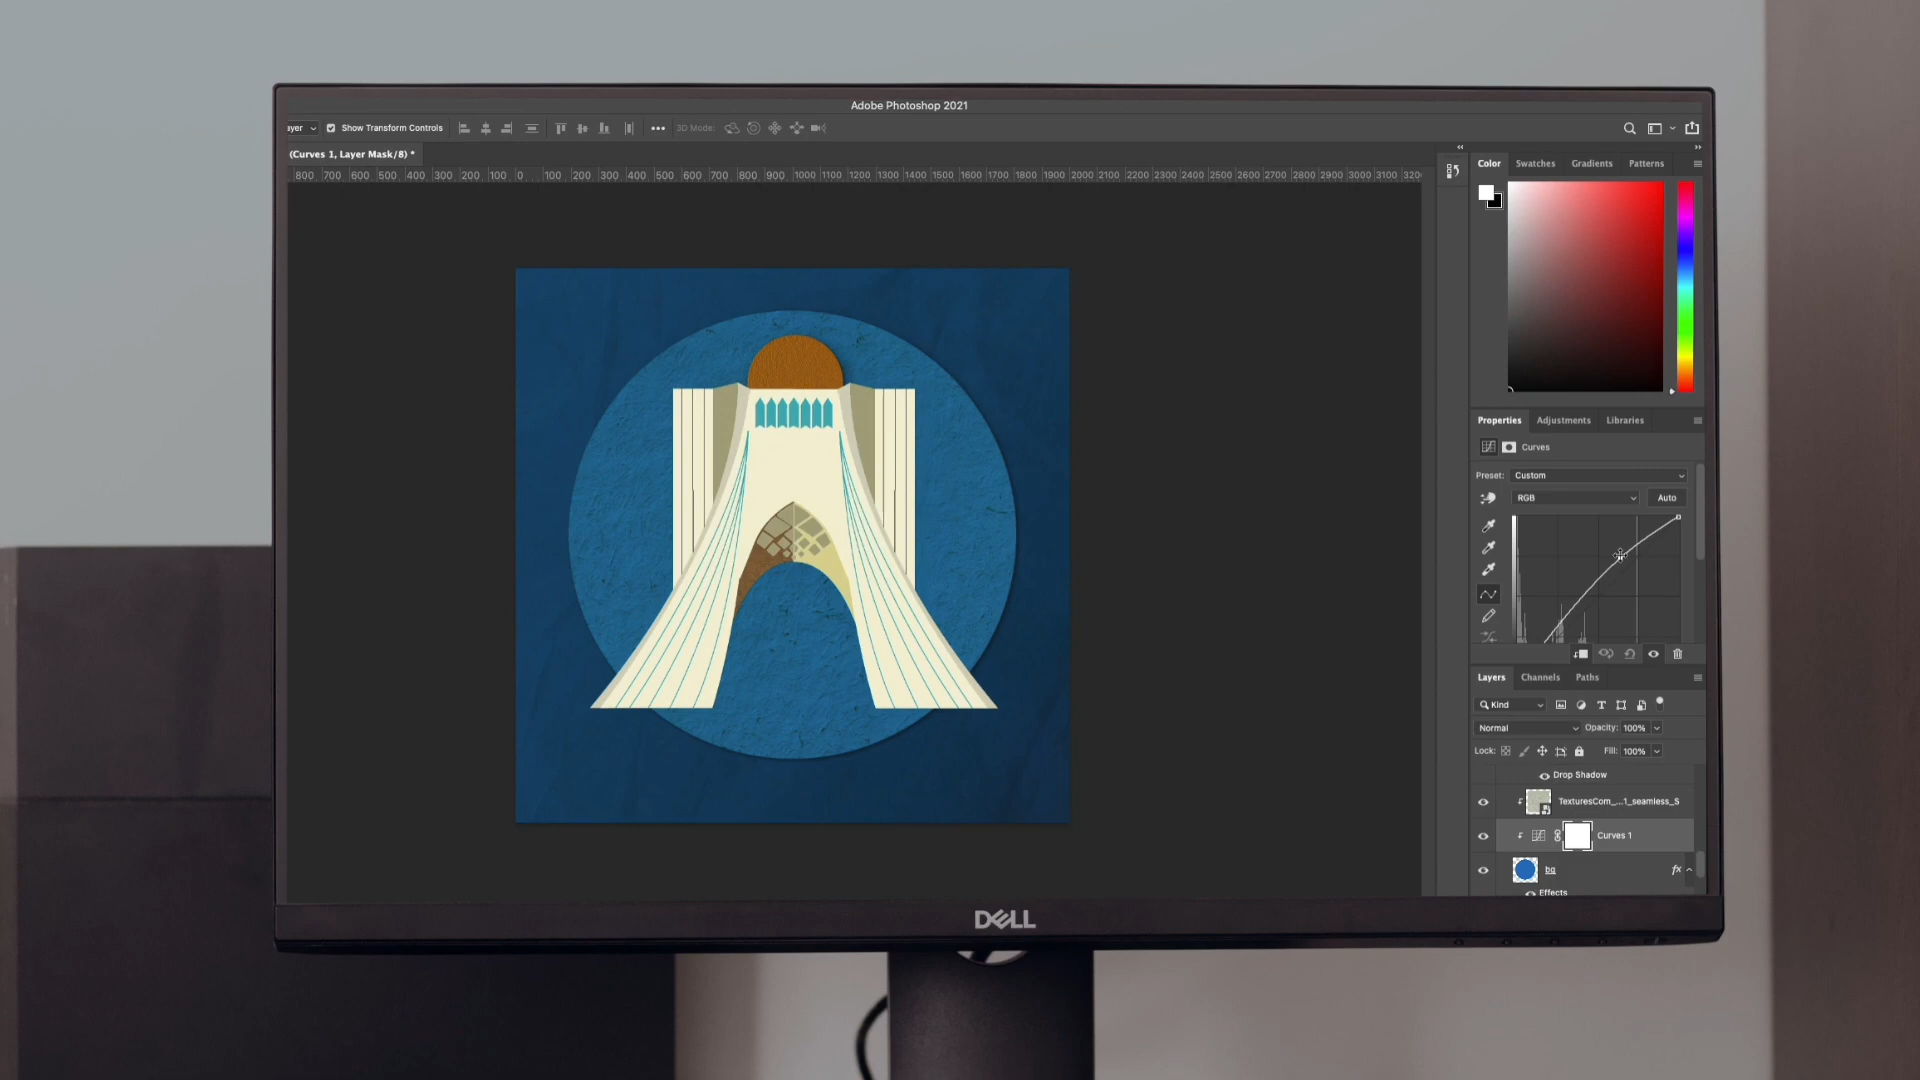 Adobe Photoshop 2021
ayer Show Transform Controls 3D Mode:
(Curves 1, Layer Mask/8) *
800 700 600 500 400 300 200 100 0 100 200 300 400 500 600 700 800 900 1000 1100 1200 1300 1400 1500 1600 1700 1800 1900 2000 2100 2200 2300 2400 2500 2600 2700 2800 2900 3000 3100 320
Color Swatches Gradients Patterns
Properties Adjustments Libraries
Curves
Preset: Custom
RGB Auto
Layers Channels Paths
Kind
Normal Opacity: 100%
Lock: Fill: 100%
Drop Shadow
TexturesCom_...1_seamless_S
Curves 1
bg fx
Effects
DELL